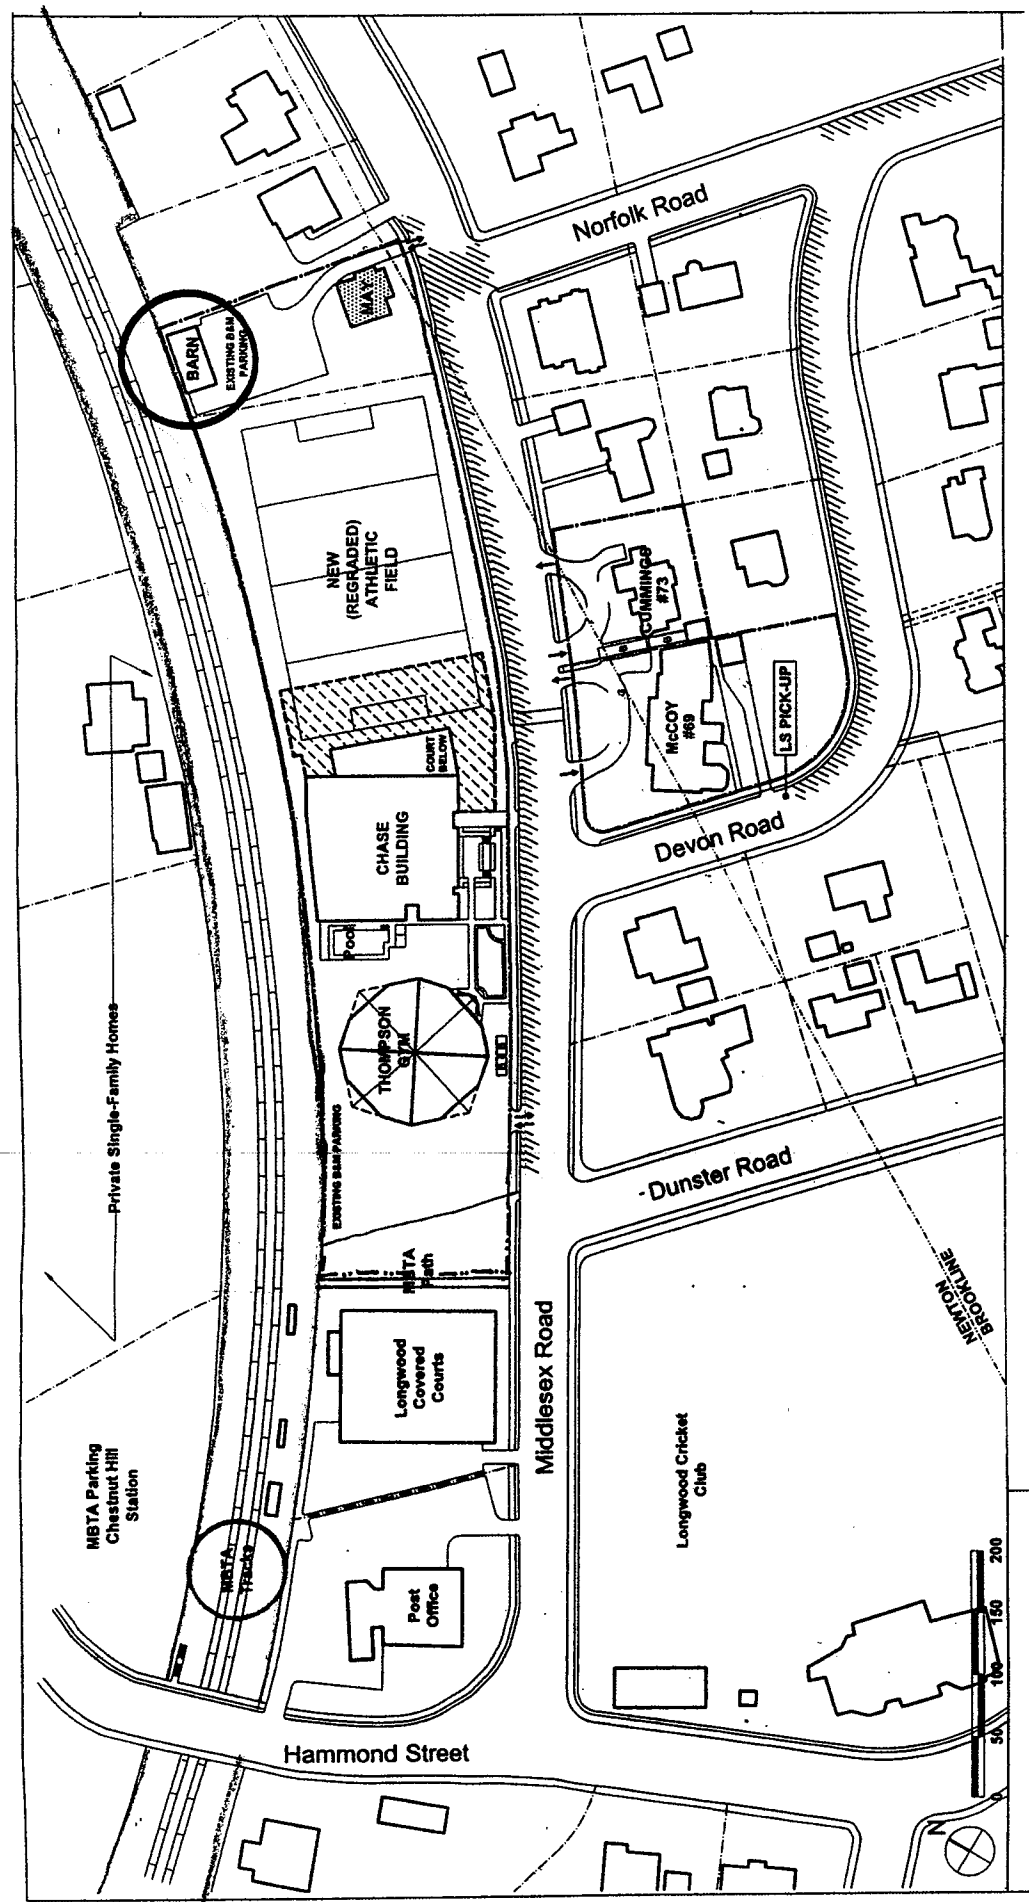 Norfolk Road
BARN
EXISTING B&M
PARKING
MAY
NEW
(REGRADED)
ATHLETIC
FIELD
CUMMINGS
#73
McCOY
#69
LS PICK-UP
COURT
BELOW
CHASE
BUILDING
Devon Road
Pool
THOMPSON
GYM
Private Single-Family Homes
EXISTING B&M PARKING
Dunster Road
MBTA
Path
NEWTON
BROOKLINE
Longwood
Covered
Courts
Middlesex Road
Longwood Cricket
Club
MBTA Parking
Chestnut Hill
Station
MBTA
Tracks
Post
Office
Hammond Street
0 50 100 150 200
N